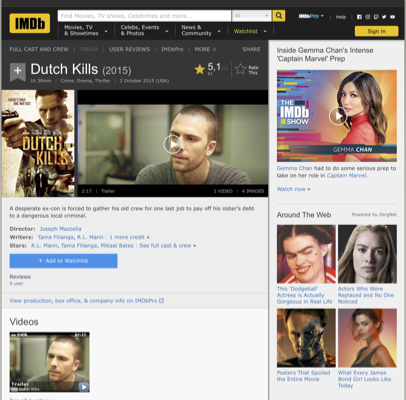 IMDb
Find Movies, TV shows, Celebrities and more...
All
IMDbPro
Help
Movies, TV & Showtimes
Celebs, Events & Photos
News & Community
Watchlist
Sign in
FULL CAST AND CREW | TRIVIA | USER REVIEWS | IMDbPro | MORE
SHARE
Dutch Kills (2015)
5,1
Rate This
1h 30min | Crime, Drama, Thriller | 2 October 2015 (USA)
DUTCH KILLS
2:17 | Trailer
1 VIDEO | 4 IMAGES
A desperate ex-con is forced to gather his old crew for one last job to pay off his sister's debt
to a dangerous local criminal.
Director: Joseph Mazzella
Writers: Tama Filianga, R.L. Mann | 1 more credit »
Stars: R.L. Mann, Tama Filianga, Mikaal Bates | See full cast & crew »
+ Add to Watchlist
Reviews
6 user
View production, box office, & company info on IMDbPro
Videos
IMDb
02:17
Trailer
Dutch Kills
Inside Gemma Chan's Intense
'Captain Marvel' Prep
THE
IMDb
SHOW
GEMMA CHAN
Gemma Chan had to do some serious prep to
take on her role in Captain Marvel.
Watch now »
Around The Web
Powered by ZergNet
This 'Dodgeball'
Actress is Actually
Gorgeous in Real Life
Actors Who Were
Replaced and No One
Noticed
Posters That Spoiled
the Entire Movie
What Every James
Bond Girl Looks Like
Today